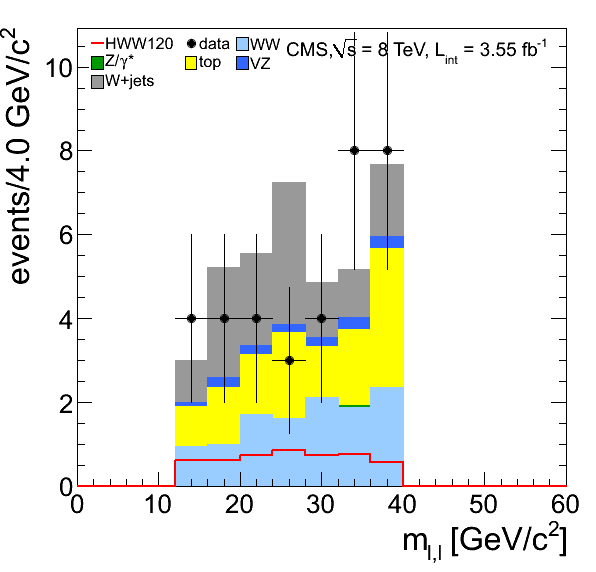 HWW120 data WW CMS, √s = 8 TeV, L_int = 3.55 fb⁻¹
Z/γ* top VZ
W+jets
events/4.0 GeV/c²
10
8
6
4
2
0
0 10 20 30 40 50 60
m_l,l [GeV/c²]